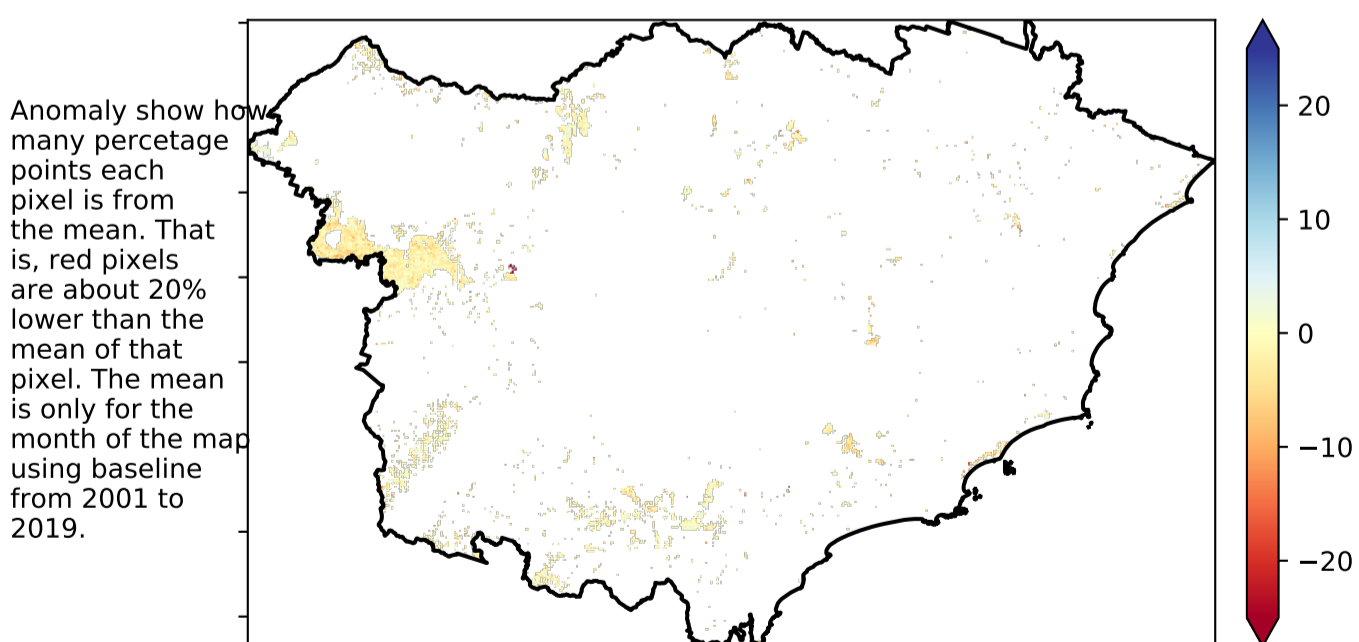 Anomaly show how
many percetage
points each
pixel is from
the mean. That
is, red pixels
are about 20%
lower than the
mean of that
pixel. The mean
is only for the
month of the map
using baseline
from 2001 to
2019.
20
10
0
−10
−20